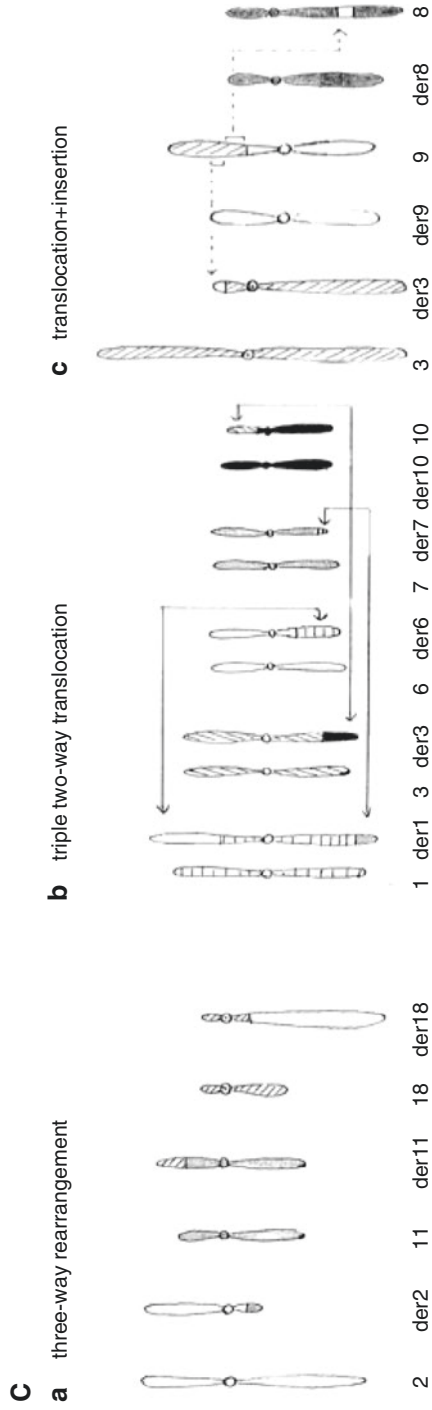 C
a three-way rearrangement
2 der2 11 der11 18 der18
b triple two-way translocation
1 der1 3 der3 6 der6 7 der7 der10 10
c translocation+insertion
3 der3 der9 9 der8 8